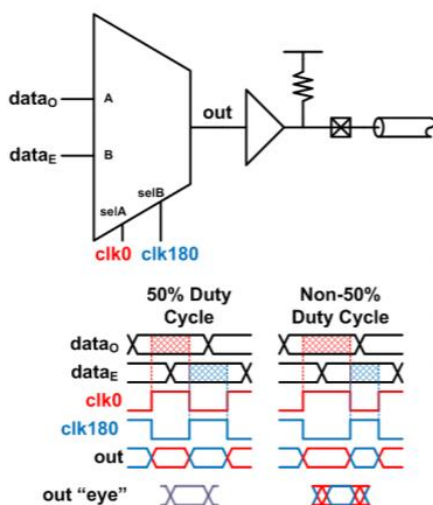 data_O
A
out
data_E
B
selA
selB
clk0 clk180
50% Duty Cycle
Non-50% Duty Cycle
data_O
data_E
clk0
clk180
out
out "eye"